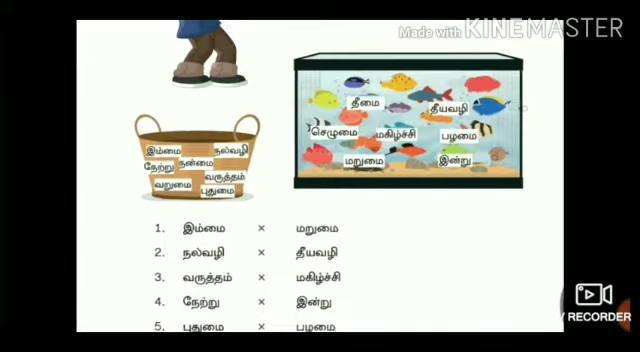 Made with KINEMASTER
தீமை
தீயவழி
செழுமை மகிழ்ச்சி பழமை
மறுமை இன்று
இம்மை நல்வழி
நேற்று நன்மை
வருத்தம்
வறுமை
புதுமை
1. இம்மை × மறுமை
2. நல்வழி × தீயவழி
3. வருத்தம் × மகிழ்ச்சி
4. நேற்று × இன்று
5. புதுமை × பழமை
RECORDER